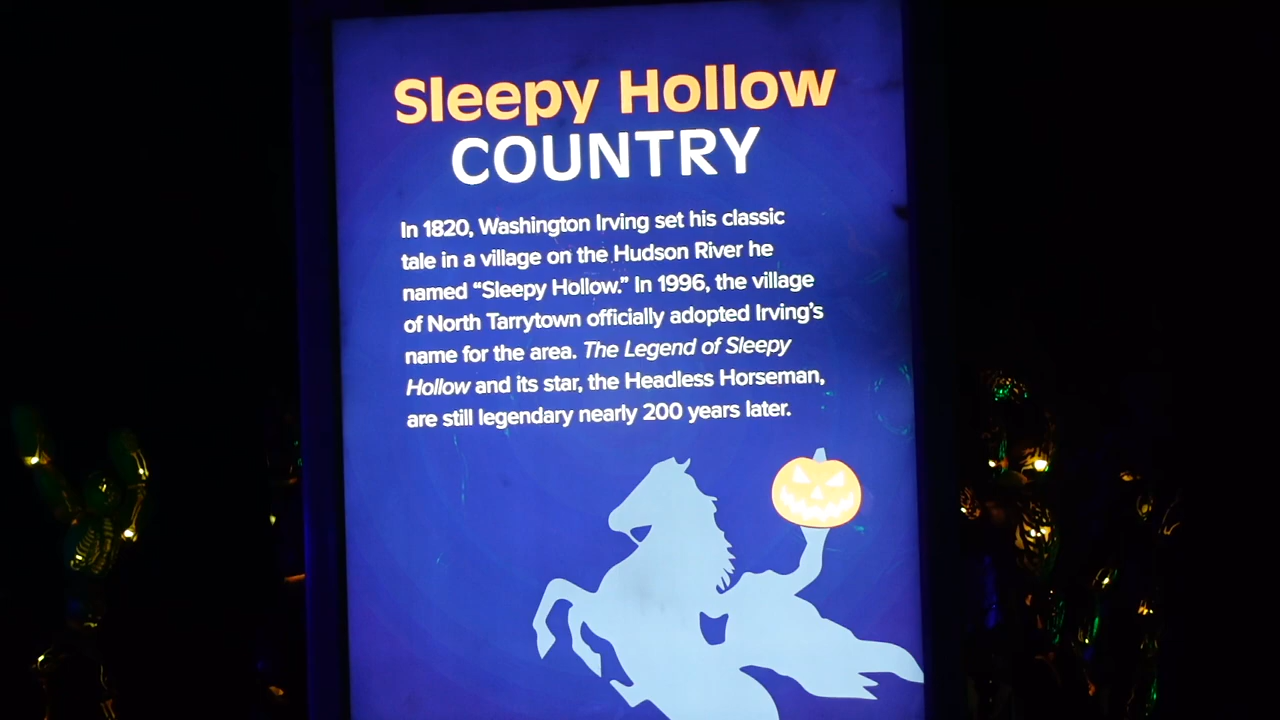 Sleepy Hollow
COUNTRY
In 1820, Washington Irving set his classic
tale in a village on the Hudson River he
named “Sleepy Hollow.” In 1996, the village
of North Tarrytown officially adopted Irving’s
name for the area. The Legend of Sleepy
Hollow and its star, the Headless Horseman,
are still legendary nearly 200 years later.